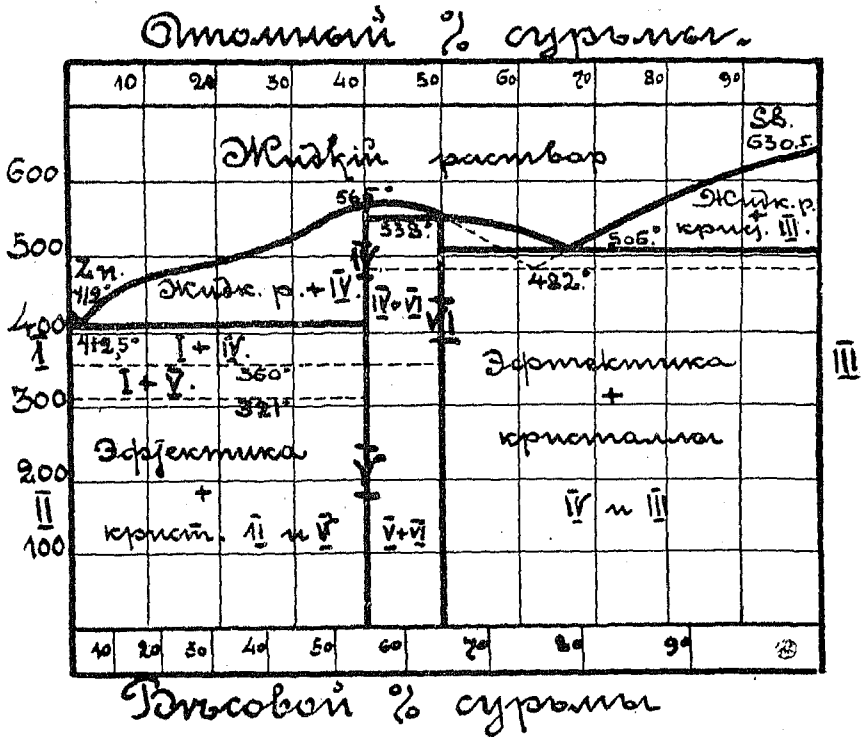 Атомный % сурьмы.
10 20 30 40 50 60 70 80 90
Sb.
630.5.
Жидкій раствор
600
565°
Жидк. р.
+
крист. III.
538°
506°
500
Zn.
419°
Жидк. р. + IV.
IV
IV + VI
VI
482°
400
I
412,5°
I + IV.
I + V.
360°
321°
300
Эфтектика
+
кристаллы
IV и III
III
Эфтектика
+
крист. II и V
V
V + VI
200
II
100
10 20 30 40 50 60 70 80 90
Вѣсовой % сурьмы